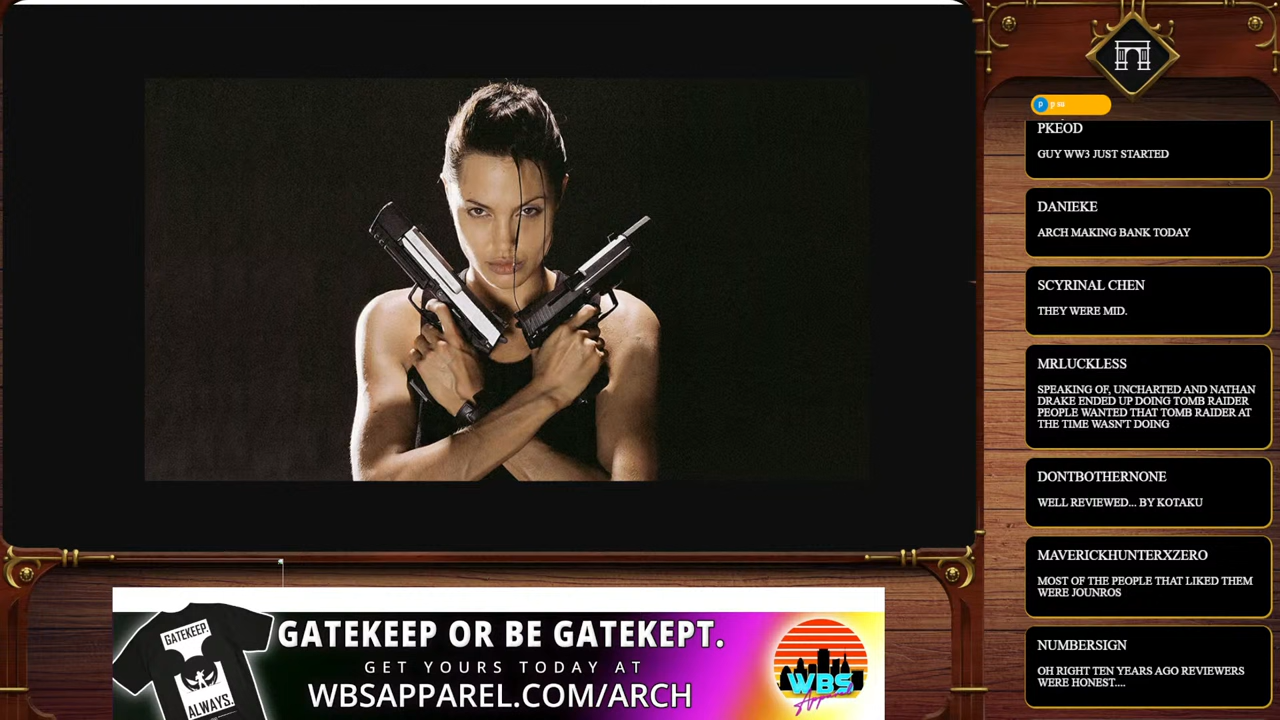 p
PKEOD
GUY WW3 JUST STARTED
DANIEKE
ARCH MAKING BANK TODAY
SCYRINAL CHEN
THEY WERE MID.
MRLUCKLESS
SPEAKING OF, UNCHARTED AND NATHAN
DRAKE ENDED UP DOING TOMB RAIDER
PEOPLE WANTED THAT TOMB RAIDER AT
THE TIME WASN'T DOING
DONTBOTHERNONE
WELL REVIEWED... BY KOTAKU
MAVERICKHUNTERXZERO
MOST OF THE PEOPLE THAT LIKED THEM
WERE JOUNROS
NUMBERSIGN
OH RIGHT TEN YEARS AGO REVIEWERS
WERE HONEST....
GATEKEEP.
ALWAYS.
GATEKEEP OR BE GATEKEPT.
GET YOURS TODAY AT
WBSAPPAREL.COM/ARCH
WBS
Apparel